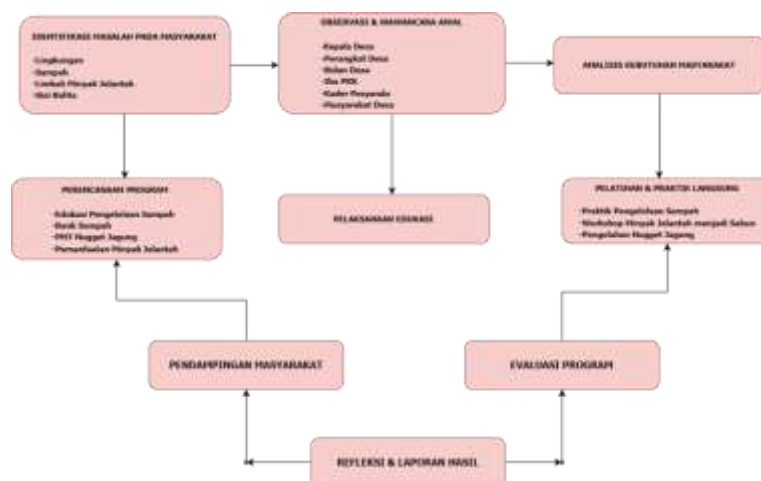 IDENTIFIKASI MASALAH PADA MASYARAKAT
-Lingkungan
-Sampah
-Limbah Minyak Jelantah
-Gizi Balita
OBSERVASI & WAWANCARA AWAL
-Kepala Desa
-Perangkat Desa
-Bidan Desa
-Ibu PKK
-Kader Posyandu
-Masyarakat Desa
ANALISIS KEBUTUHAN MASYARAKAT
PERENCANAAN PROGRAM
-Edukasi Pengelolaan Sampah
-Bank Sampah
-PMT Nugget Jagung
-Pemanfaatan Minyak Jelantah
PELAKSANAAN EDUKASI
PELATIHAN & PRAKTIK LANGSUNG
-Praktik Pengelolaan Sampah
-Workshop Minyak Jelantah menjadi Sabun
-Pengolahan Nugget Jagung
PENDAMPINGAN MASYARAKAT
EVALUASI PROGRAM
REFLEKSI & LAPORAN HASIL